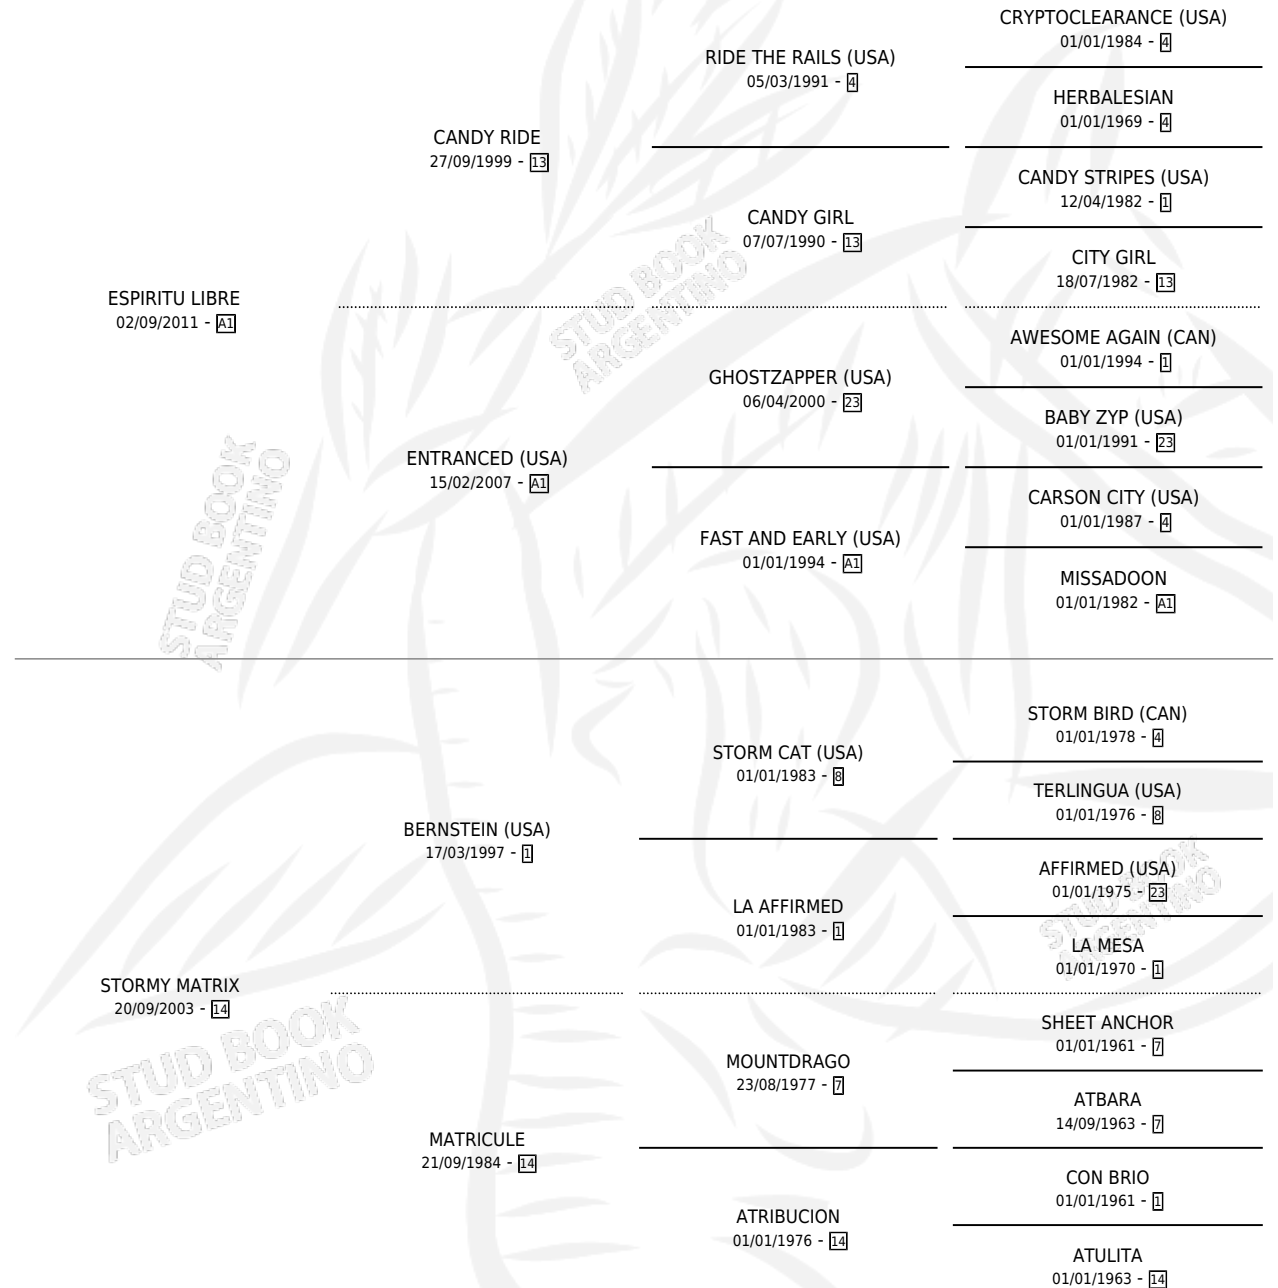 CRYPTOCLEARANCE (USA)
01/01/1984 - 4
RIDE THE RAILS (USA)
05/03/1991 - 4
HERBALESIAN
01/01/1969 - 4
CANDY RIDE
27/09/1999 - 13
CANDY STRIPES (USA)
12/04/1982 - 1
CANDY GIRL
07/07/1990 - 13
CITY GIRL
18/07/1982 - 13
ESPIRITU LIBRE
02/09/2011 - A1
STUD BOOK
ARGENTINO
AWESOME AGAIN (CAN)
01/01/1994 - 1
GHOSTZAPPER (USA)
06/04/2000 - 23
BABY ZYP (USA)
01/01/1991 - 23
ENTRANCED (USA)
15/02/2007 - A1
CARSON CITY (USA)
01/01/1987 - 4
FAST AND EARLY (USA)
01/01/1994 - A1
MISSADOON
01/01/1982 - A1
STUD BOOK
ARGENTINO
STORM BIRD (CAN)
01/01/1978 - 4
STORM CAT (USA)
01/01/1983 - 8
TERLINGUA (USA)
01/01/1976 - 8
BERNSTEIN (USA)
17/03/1997 - 1
AFFIRMED (USA)
01/01/1975 - 23
LA AFFIRMED
01/01/1983 - 1
STUD BOOK
ARGENTINO
LA MESA
01/01/1970 - 1
STORMY MATRIX
20/09/2003 - 14
SHEET ANCHOR
01/01/1961 - 7
STUD BOOK
ARGENTINO
MOUNTDRAGO
23/08/1977 - 7
ATBARA
14/09/1963 - 7
MATRICULE
21/09/1984 - 14
CON BRIO
01/01/1961 - 1
ATRIBUCION
01/01/1976 - 14
ATULITA
01/01/1963 - 14